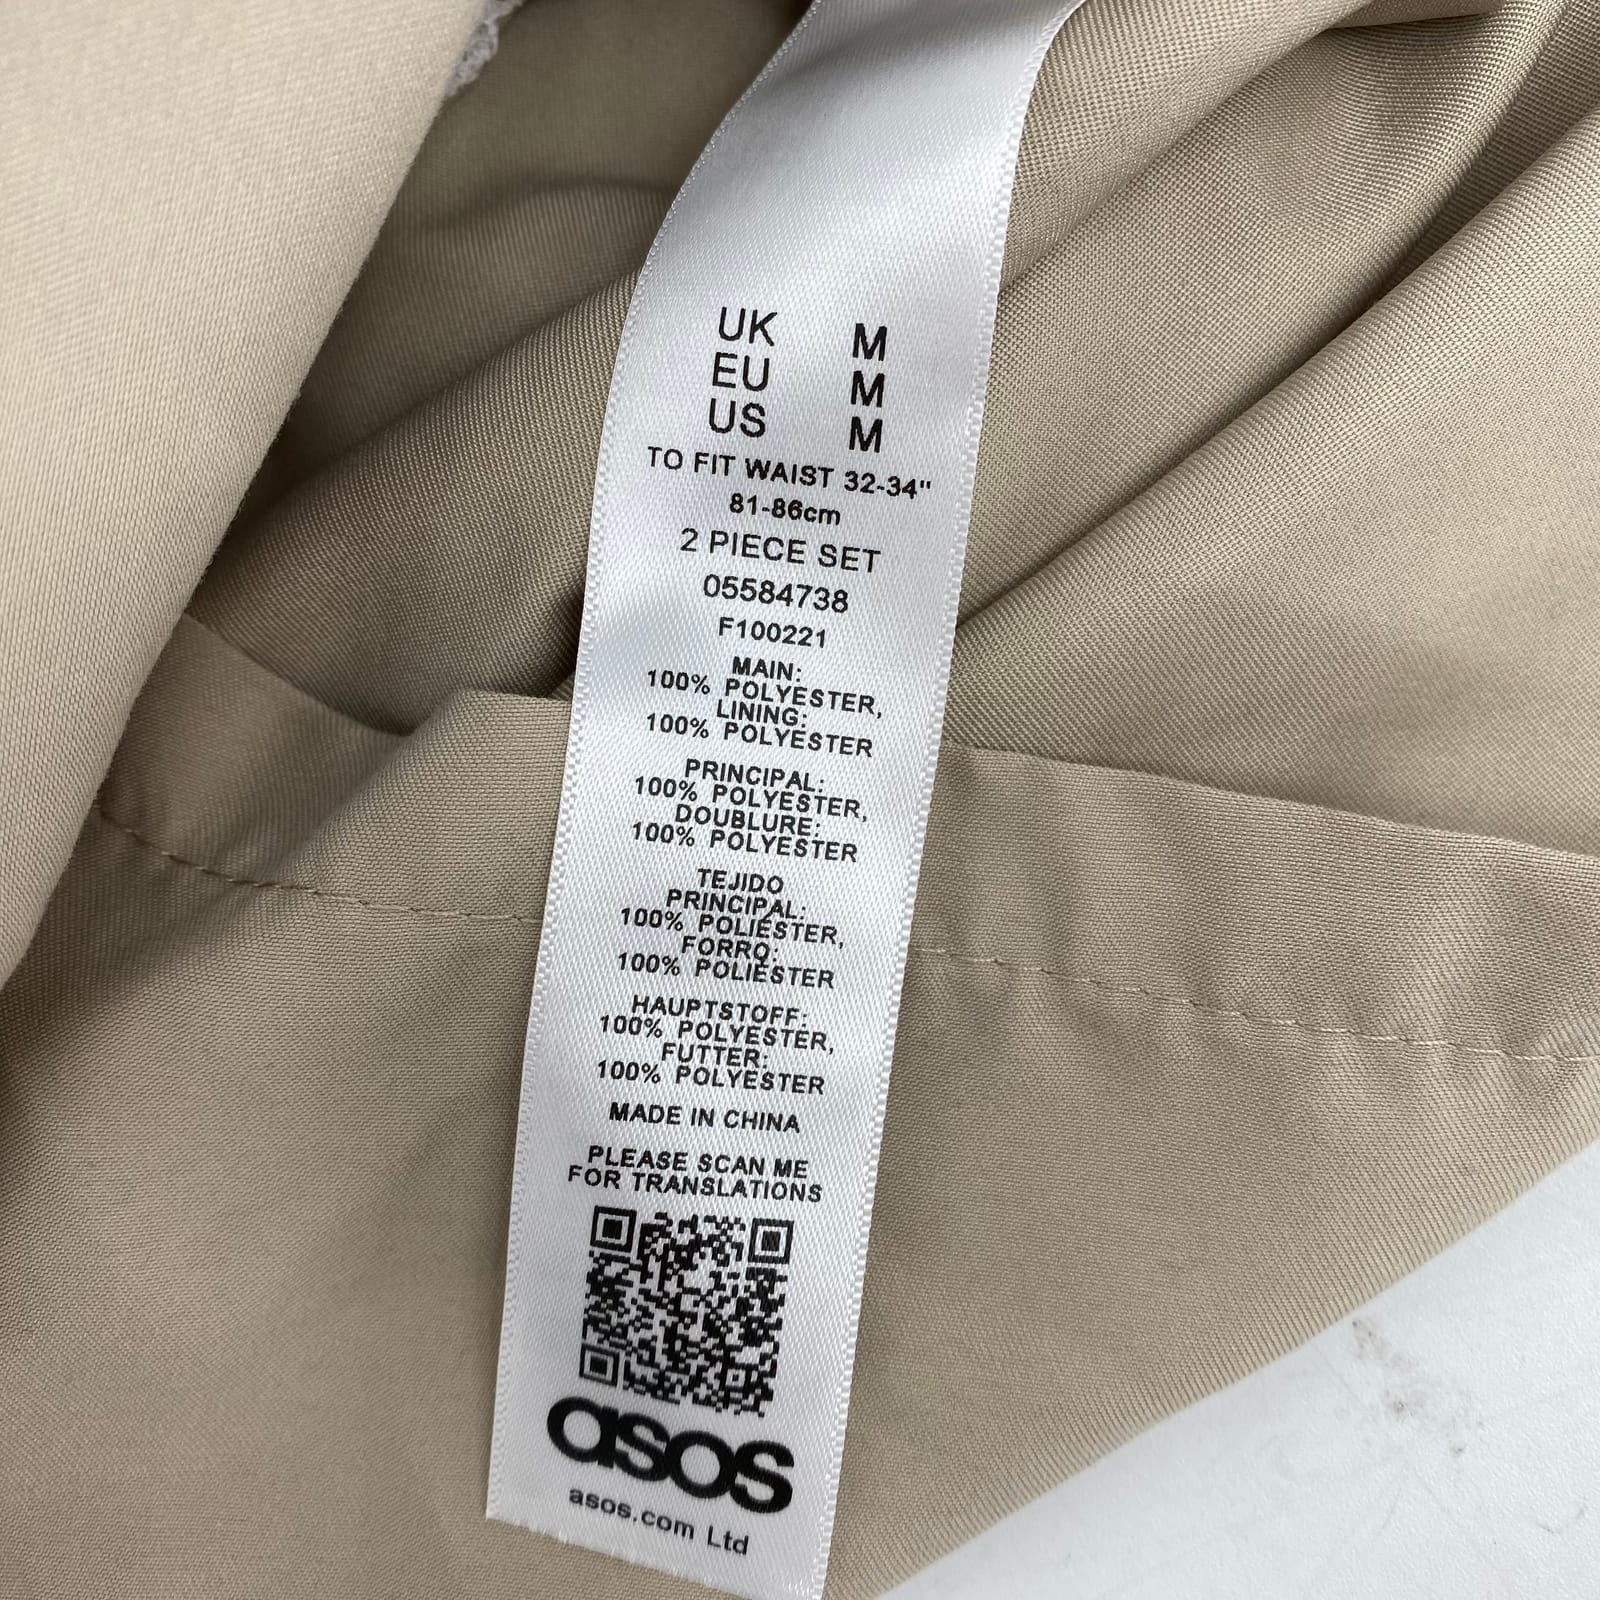 UK M
EU M
US M
TO FIT WAIST 32-34"
81-86cm
2 PIECE SET
05584738
F100221
MAIN:
100% POLYESTER,
LINING:
100% POLYESTER
PRINCIPAL:
100% POLYESTER,
DOUBLURE:
100% POLYESTER
TEJIDO
PRINCIPAL:
100% POLIÉSTER,
FORRO:
100% POLIÉSTER
HAUPTSTOFF:
100% POLYESTER,
FUTTER:
100% POLYESTER
MADE IN CHINA
PLEASE SCAN ME
FOR TRANSLATIONS
asos
asos.com Ltd